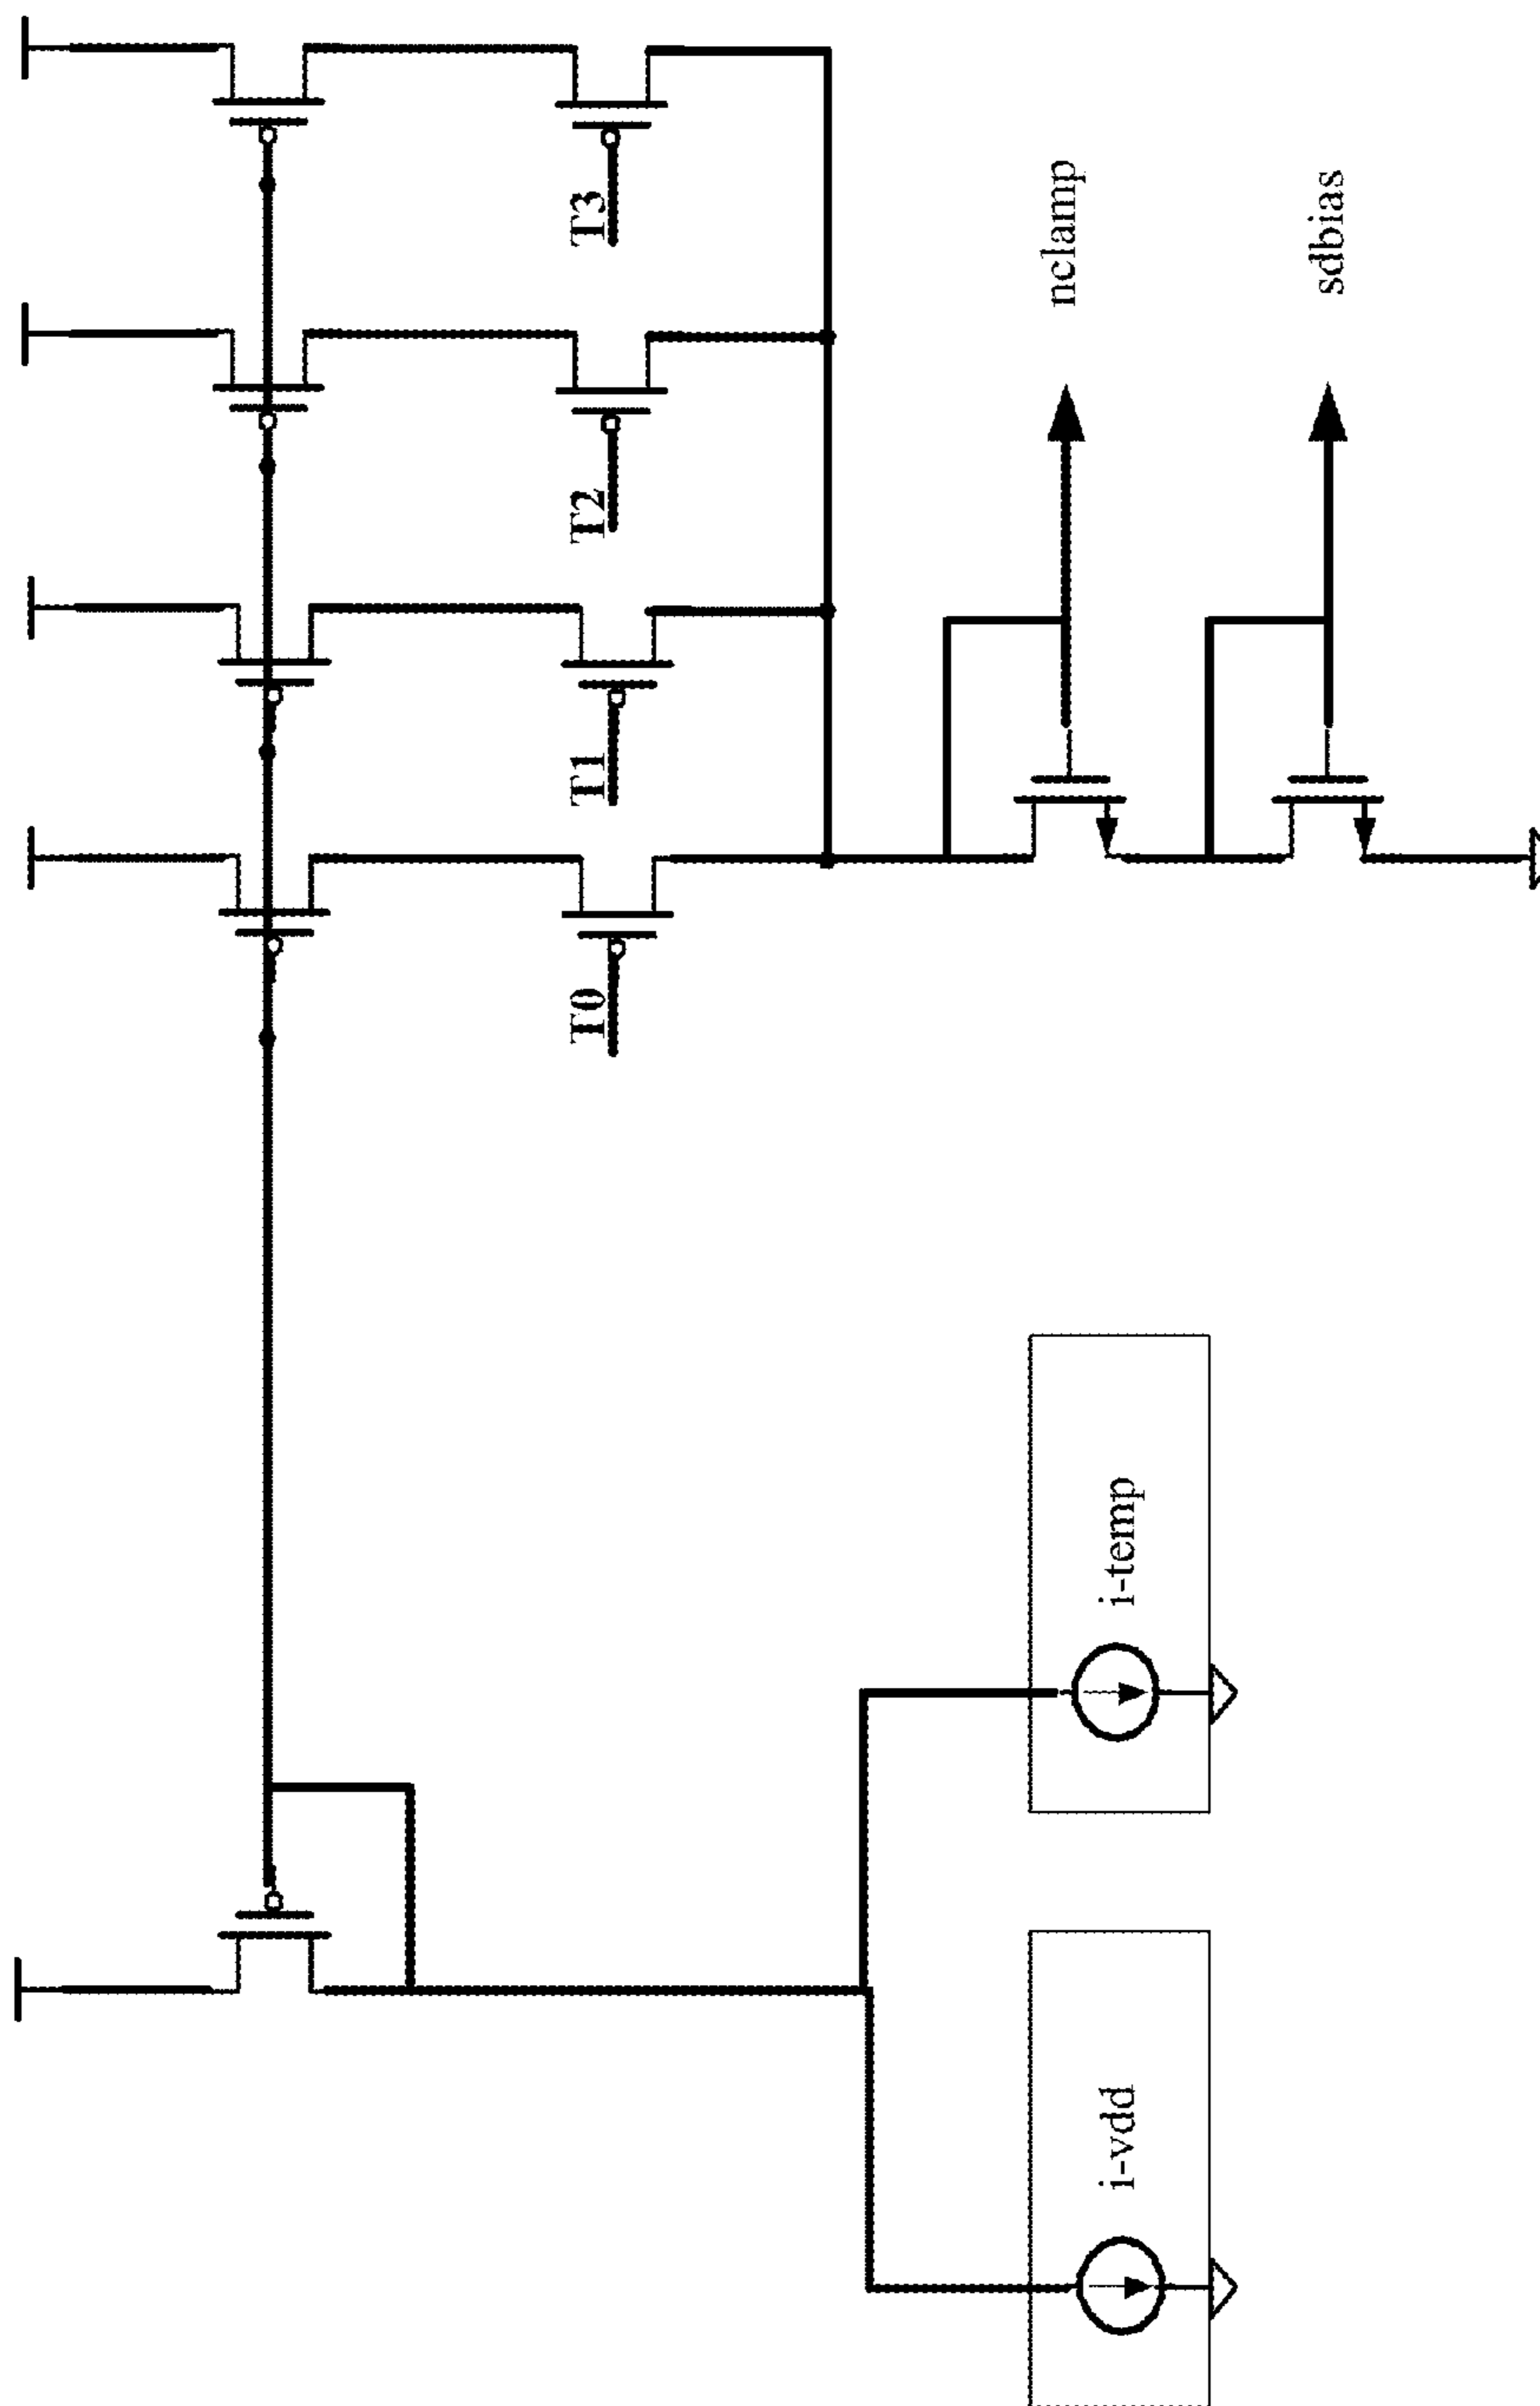 T0
T1
T2
T3
nclamp
sdbias
i-vdd
i-temp